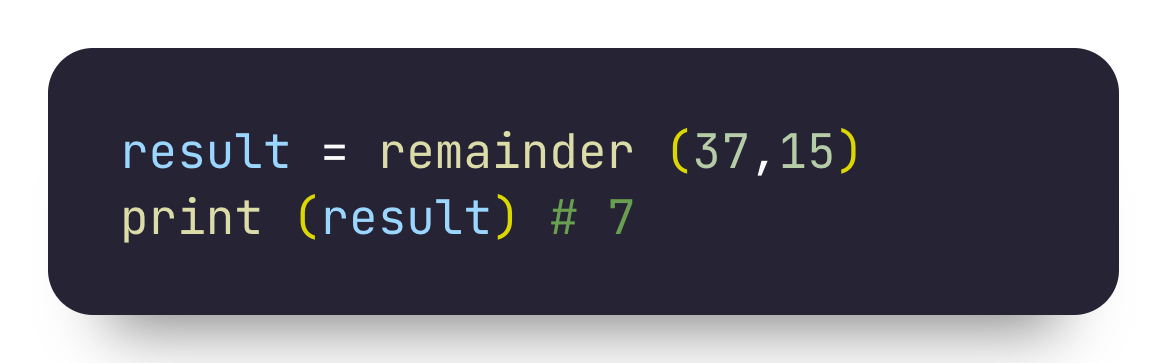 result = remainder (37,15)
print (result) # 7